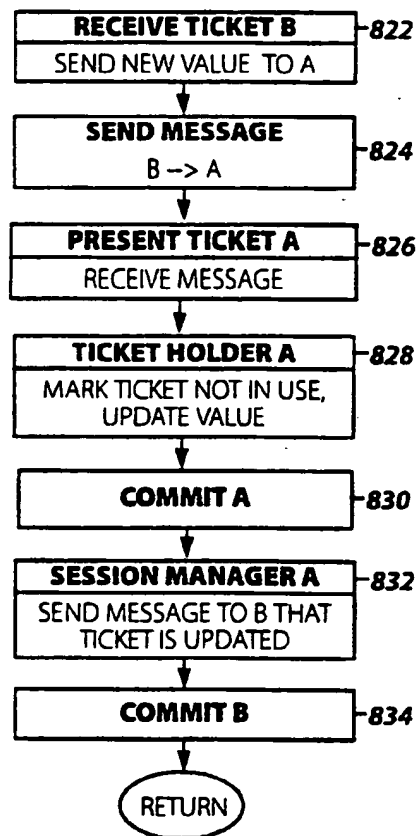 RECEIVE TICKET B
822
SEND NEW VALUE TO A
SEND MESSAGE
824
B --> A
PRESENT TICKET A
826
RECEIVE MESSAGE
TICKET HOLDER A
828
MARK TICKET NOT IN USE,
UPDATE VALUE
COMMIT A
830
SESSION MANAGER A
832
SEND MESSAGE TO B THAT
TICKET IS UPDATED
COMMIT B
834
RETURN